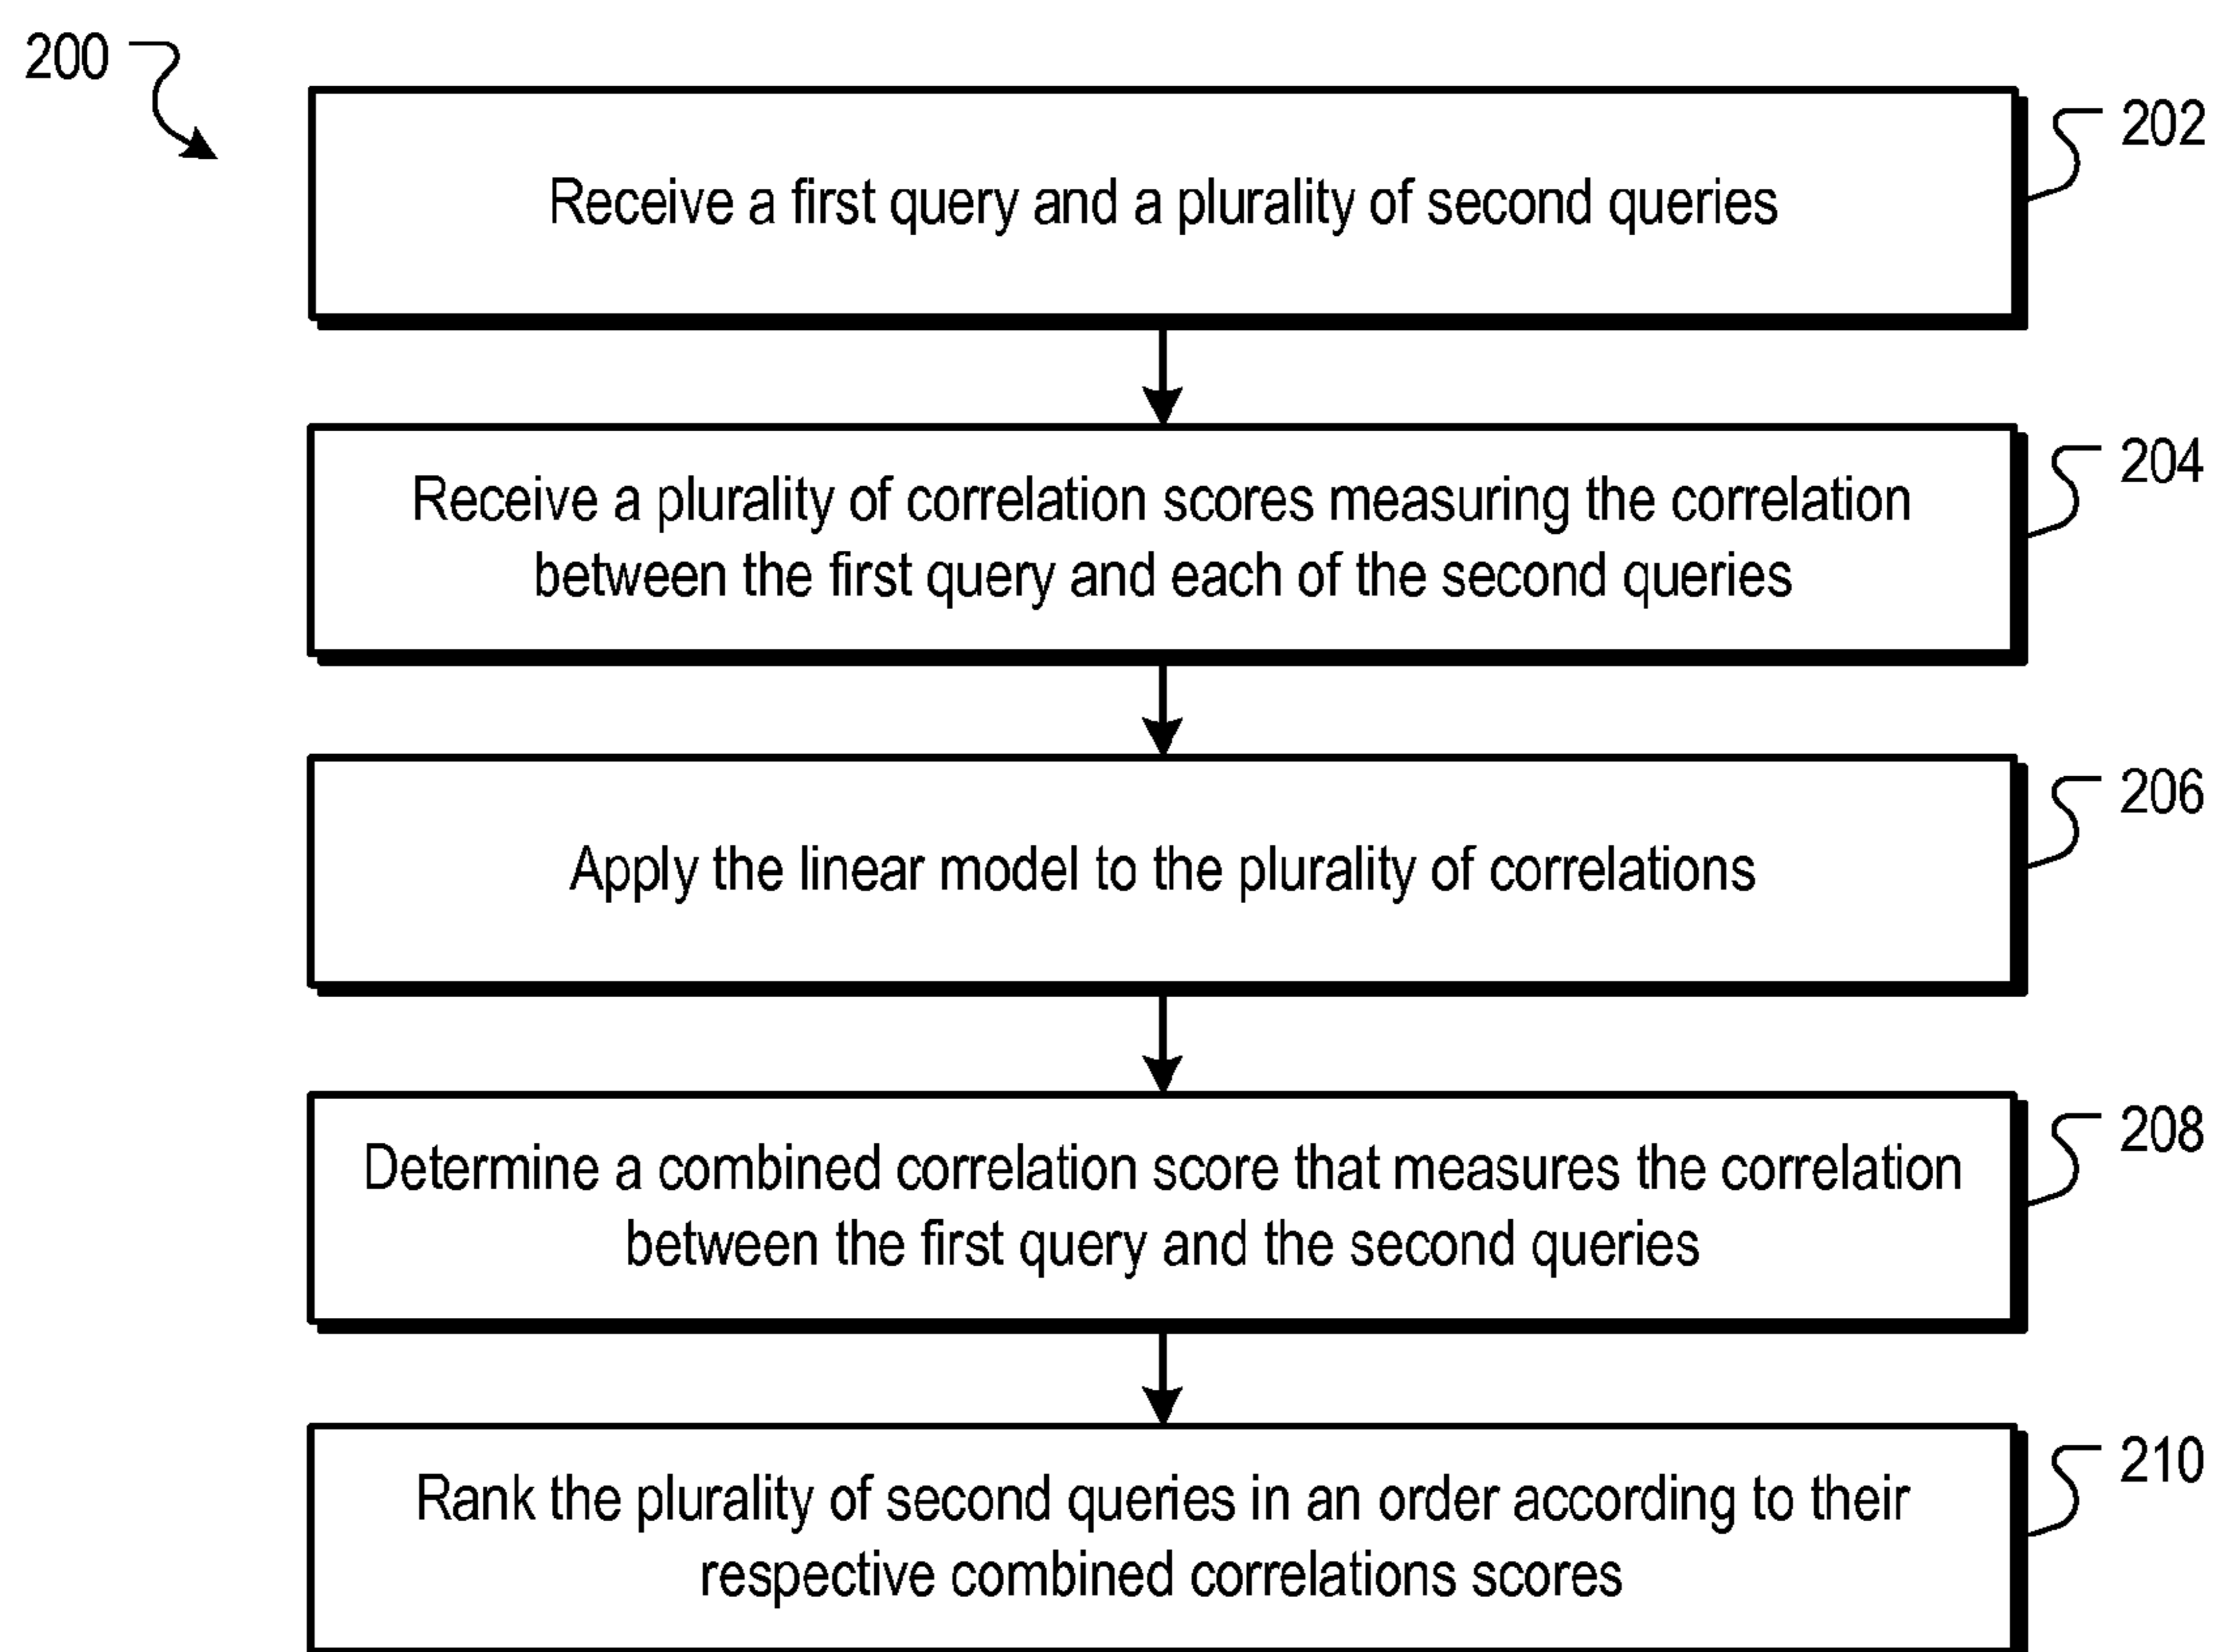 200
202
Receive a first query and a plurality of second queries
204
Receive a plurality of correlation scores measuring the correlation
between the first query and each of the second queries
206
Apply the linear model to the plurality of correlations
208
Determine a combined correlation score that measures the correlation
between the first query and the second queries
210
Rank the plurality of second queries in an order according to their
respective combined correlations scores